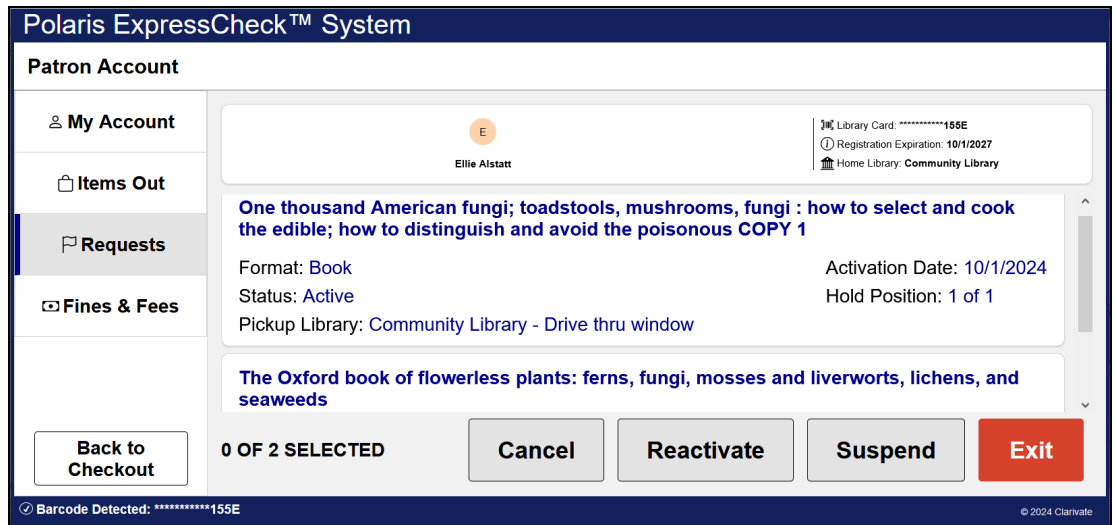 Polaris ExpressCheck™ System
Patron Account
My Account
Items Out
Requests
Fines & Fees
Back to
Checkout
E
Ellie Alstatt
Library Card: ***********155E
Registration Expiration: 10/1/2027
Home Library: Community Library
One thousand American fungi; toadstools, mushrooms, fungi : how to select and cook
the edible; how to distinguish and avoid the poisonous COPY 1
Format: Book
Activation Date: 10/1/2024
Status: Active
Hold Position: 1 of 1
Pickup Library: Community Library - Drive thru window
The Oxford book of flowerless plants: ferns, fungi, mosses and liverworts, lichens, and
seaweeds
0 OF 2 SELECTED
Cancel
Reactivate
Suspend
Exit
Barcode Detected: ***********155E
© 2024 Clarivate